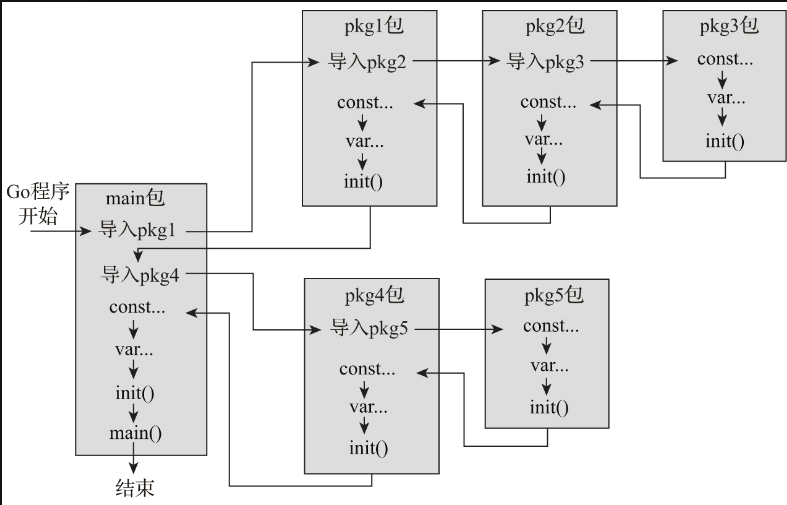 pkg1包
导入pkg2
const...
var...
init()
pkg2包
导入pkg3
const...
var...
init()
pkg3包
const...
var...
init()
Go程序
开始
main包
导入pkg1
导入pkg4
const...
var...
init()
main()
结束
pkg4包
导入pkg5
const...
var...
init()
pkg5包
const...
var...
init()